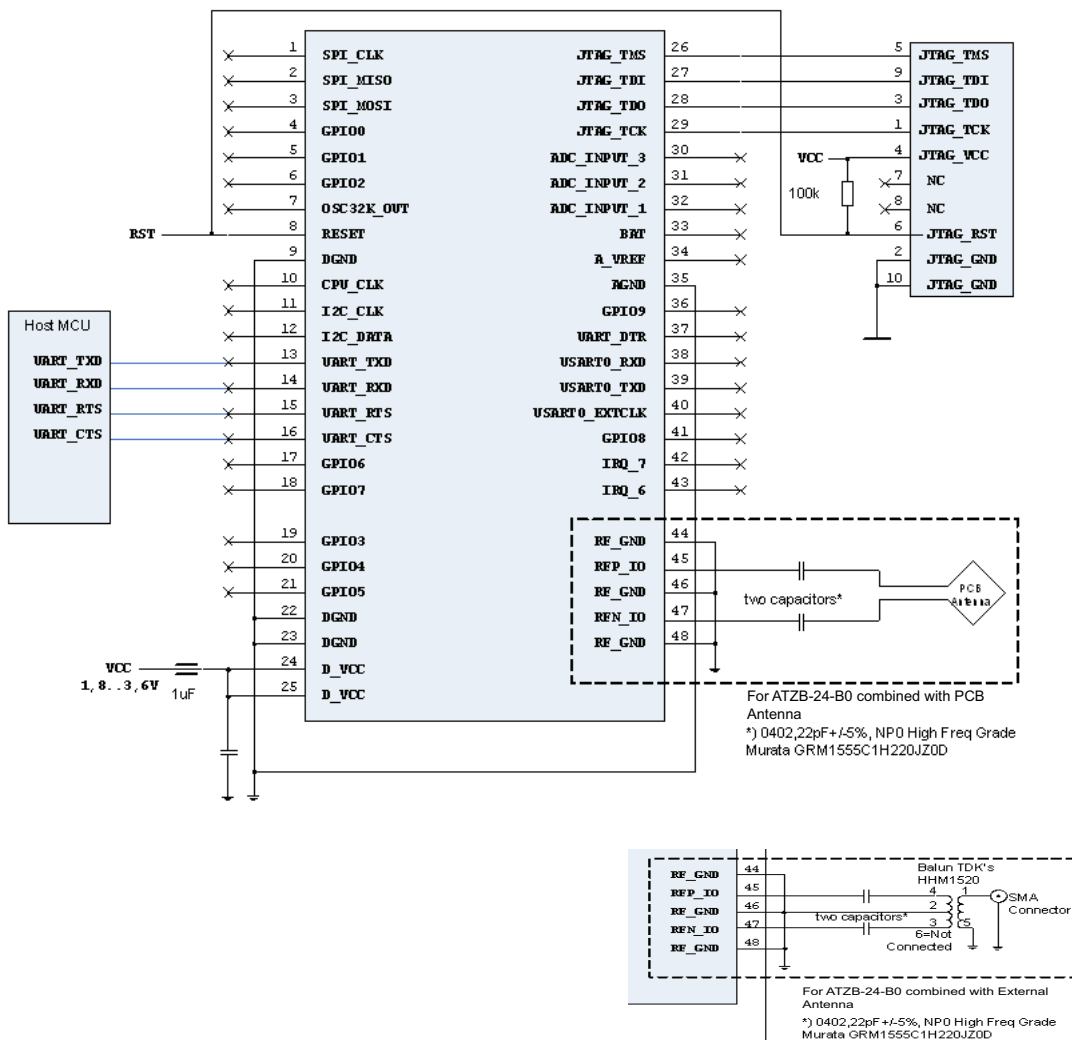 1 SPI_CLK JTAG_TMS 26 5 JTAG_TMS
2 SPI_MISO JTAG_TDI 27 9 JTAG_TDI
3 SPI_MOSI JTAG_TDO 28 3 JTAG_TDO
4 GPIO0 JTAG_TCK 29 1 JTAG_TCK
5 GPIO1 ADC_INPUT_3 30 VCC 4 JTAG_VCC
6 GPIO2 ADC_INPUT_2 31 100k 7 NC
7 OSC32K_OUT ADC_INPUT_1 32 8 NC
RST 8 RESET BAT 33 6 JTAG_RST
9 DGND A_VREF 34 2 JTAG_GND
10 CPU_CLK AGND 35 10 JTAG_GND
11 I2C_CLK GPIO9 36
Host MCU
12 I2C_DATA UART_DTR 37
UART_TXD 13 UART_TXD USART0_RXD 38
UART_RXD 14 UART_RXD USART0_TXD 39
UART_RTS 15 UART_RTS USART0_EXTCLK 40
UART_CTS 16 UART_CTS GPIO8 41
17 GPIO6 IRQ_7 42
18 GPIO7 IRQ_6 43
19 GPIO3 RF_GND 44
20 GPIO4 RFP_IO 45
21 GPIO5 RF_GND 46 two capacitors* PCB
Antenna
22 DGND RFN_IO 47
23 DGND RF_GND 48
VCC 24 D_VCC
1,8..3,6V 1uF 25 D_VCC
For ATZB-24-B0 combined with PCB
Antenna
*) 0402,22pF+/-5%, NP0 High Freq Grade
Murata GRM1555C1H220JZ0D
Balun TDK's
HHM1520
RF_GND 44
RFP_IO 45 4 1 SMA
Connector
RF_GND 46 two capacitors* 2
RFN_IO 47 3 5
6=Not
Connected
RF_GND 48
For ATZB-24-B0 combined with External
Antenna
*) 0402,22pF+/-5%, NP0 High Freq Grade
Murata GRM1555C1H220JZ0D